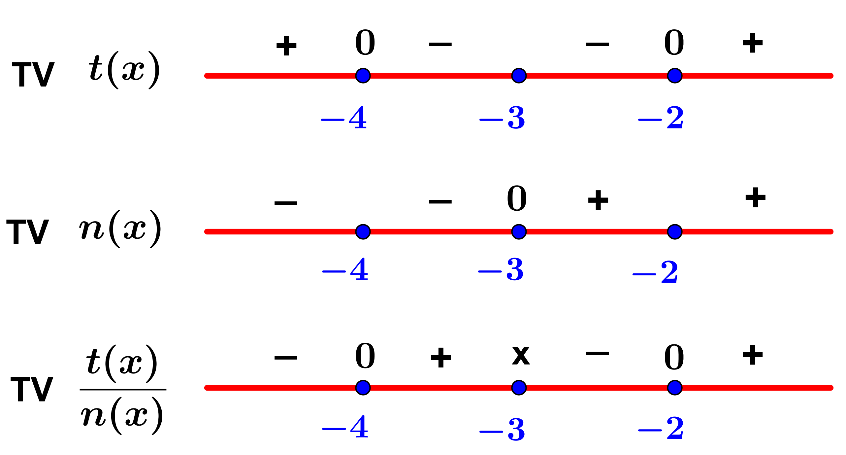 + 0 − − 0 +
TV t(x)
−4 −3 −2
− − 0 + +
TV n(x)
−4 −3 −2
− 0 + x − 0 +
TV t(x)/n(x)
−4 −3 −2